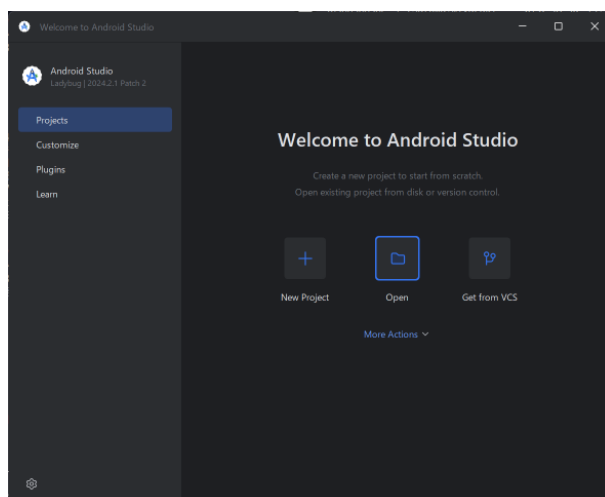 Welcome to Android Studio
Android Studio
Ladybug | 2024.2.1 Patch 2
Projects
Customize
Plugins
Learn
Welcome to Android Studio
Create a new project to start from scratch.
Open existing project from disk or version control.
New Project
Open
Get from VCS
More Actions